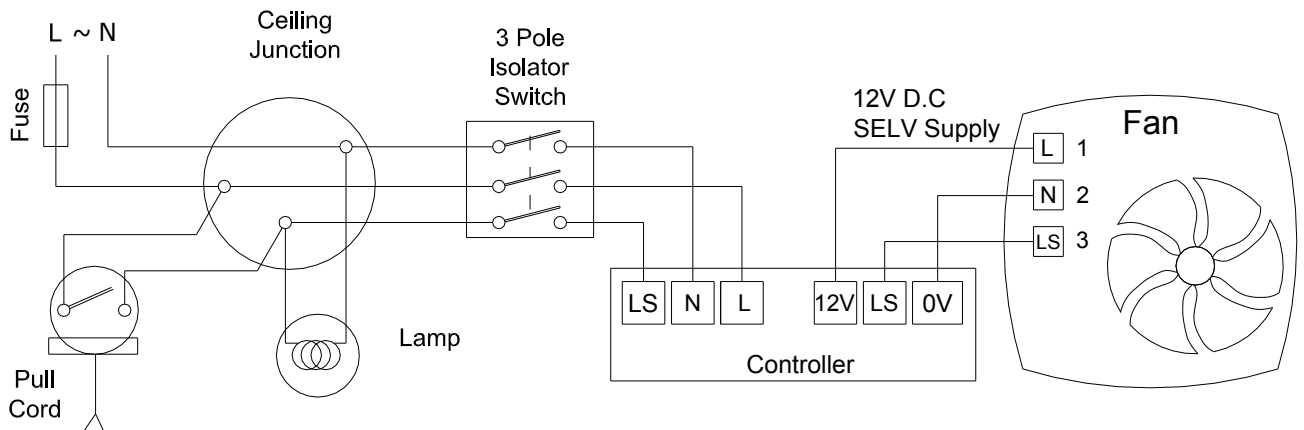 L ~ N
Fuse
Ceiling
Junction
3 Pole
Isolator
Switch
12V D.C
SELV Supply
Fan
L 1
N 2
LS 3
LS N L 12V LS 0V
Controller
Lamp
Pull
Cord